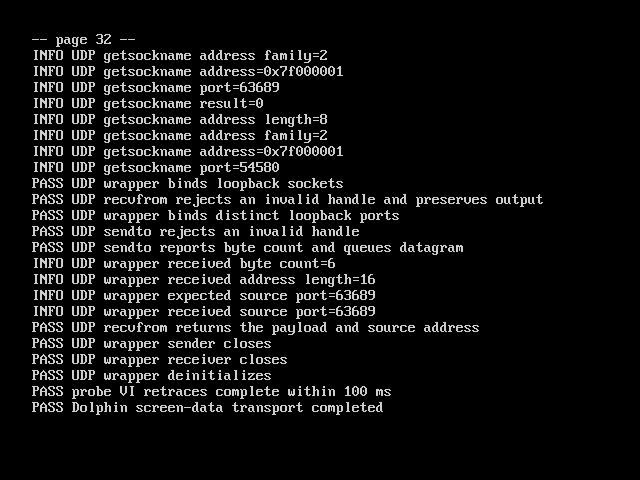 -- page 32 --
INFO UDP getsockname address family=2
INFO UDP getsockname address=0x7f000001
INFO UDP getsockname port=63689
INFO UDP getsockname result=0
INFO UDP getsockname address length=8
INFO UDP getsockname address family=2
INFO UDP getsockname address=0x7f000001
INFO UDP getsockname port=54580
PASS UDP wrapper binds loopback sockets
PASS UDP recvfrom rejects an invalid handle and preserves output
PASS UDP wrapper binds distinct loopback ports
PASS UDP sendto rejects an invalid handle
PASS UDP sendto reports byte count and queues datagram
INFO UDP wrapper received byte count=6
INFO UDP wrapper received address length=16
INFO UDP wrapper expected source port=63689
INFO UDP wrapper received source port=63689
PASS UDP recvfrom returns the payload and source address
PASS UDP wrapper sender closes
PASS UDP wrapper receiver closes
PASS UDP wrapper deinitializes
PASS probe VI retraces complete within 100 ms
PASS Dolphin screen-data transport completed